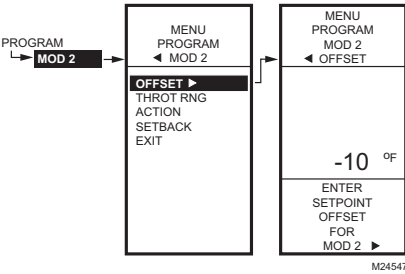 PROGRAM
MOD 2
MENU
PROGRAM
◄ MOD 2
OFFSET ►
THROT RNG
ACTION
SETBACK
EXIT
MENU
PROGRAM
MOD 2
◄ OFFSET
-10 °F
ENTER
SETPOINT
OFFSET
FOR
MOD 2 ►
M24547